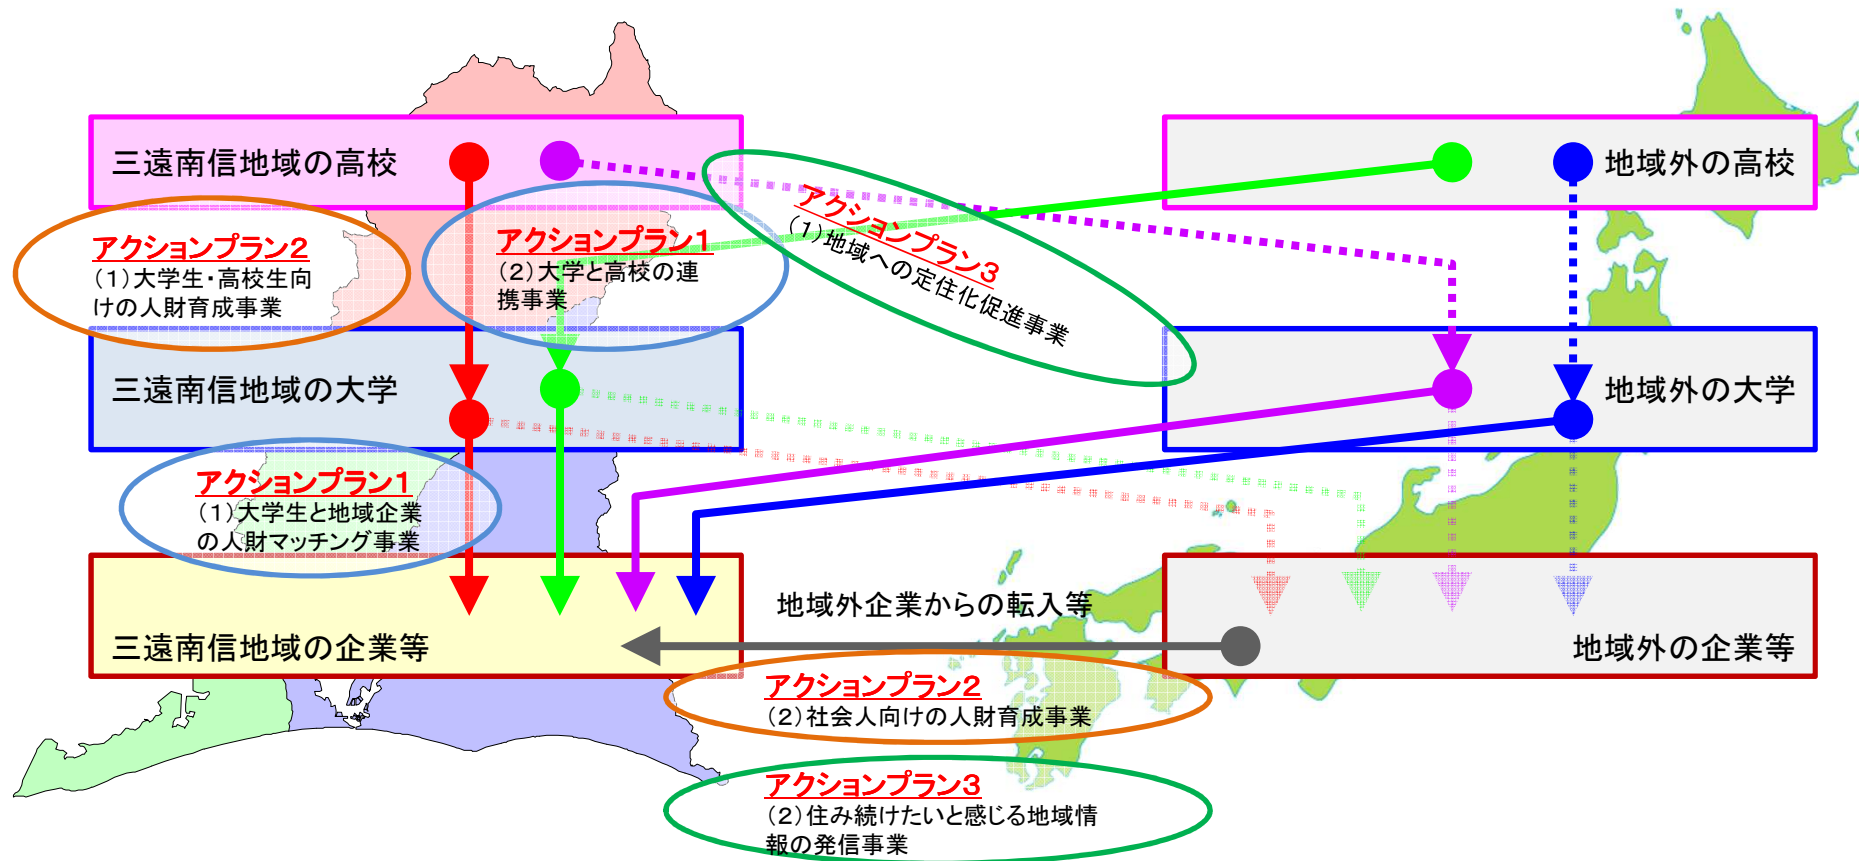 三遠南信地域の高校
地域外の高校
アクションプラン2
(1)大学生・高校生向
けの人財育成事業
アクションプラン1
(2)大学と高校の連
携事業
アクションプラン3
(1)地域への定住化促進事業
三遠南信地域の大学
地域外の大学
アクションプラン1
(1)大学生と地域企業
の人財マッチング事業
地域外企業からの転入等
三遠南信地域の企業等
地域外の企業等
アクションプラン2
(2)社会人向けの人財育成事業
アクションプラン3
(2)住み続けたいと感じる地域情
報の発信事業